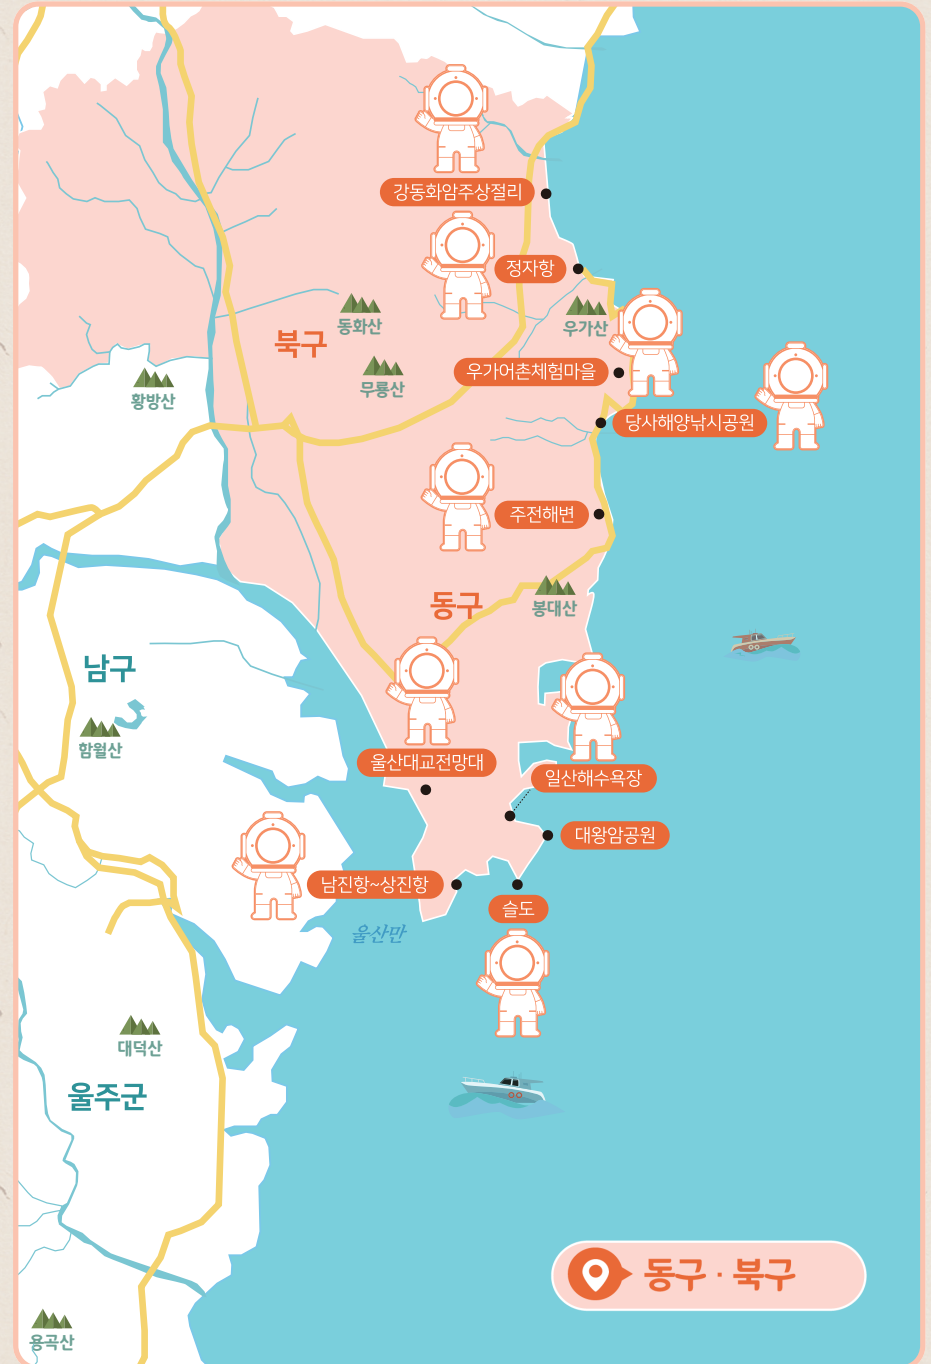 강동화암주상절리
정자항
동화산
우가산
북구
우가어촌체험마을
무룡산
황방산
당사해양낚시공원
주전해변
동구
봉대산
남구
함월산
울산대교전망대
일산해수욕장
대왕암공원
남진항~상진항
슬도
울산만
대덕산
울주군
동구 · 북구
용곡산